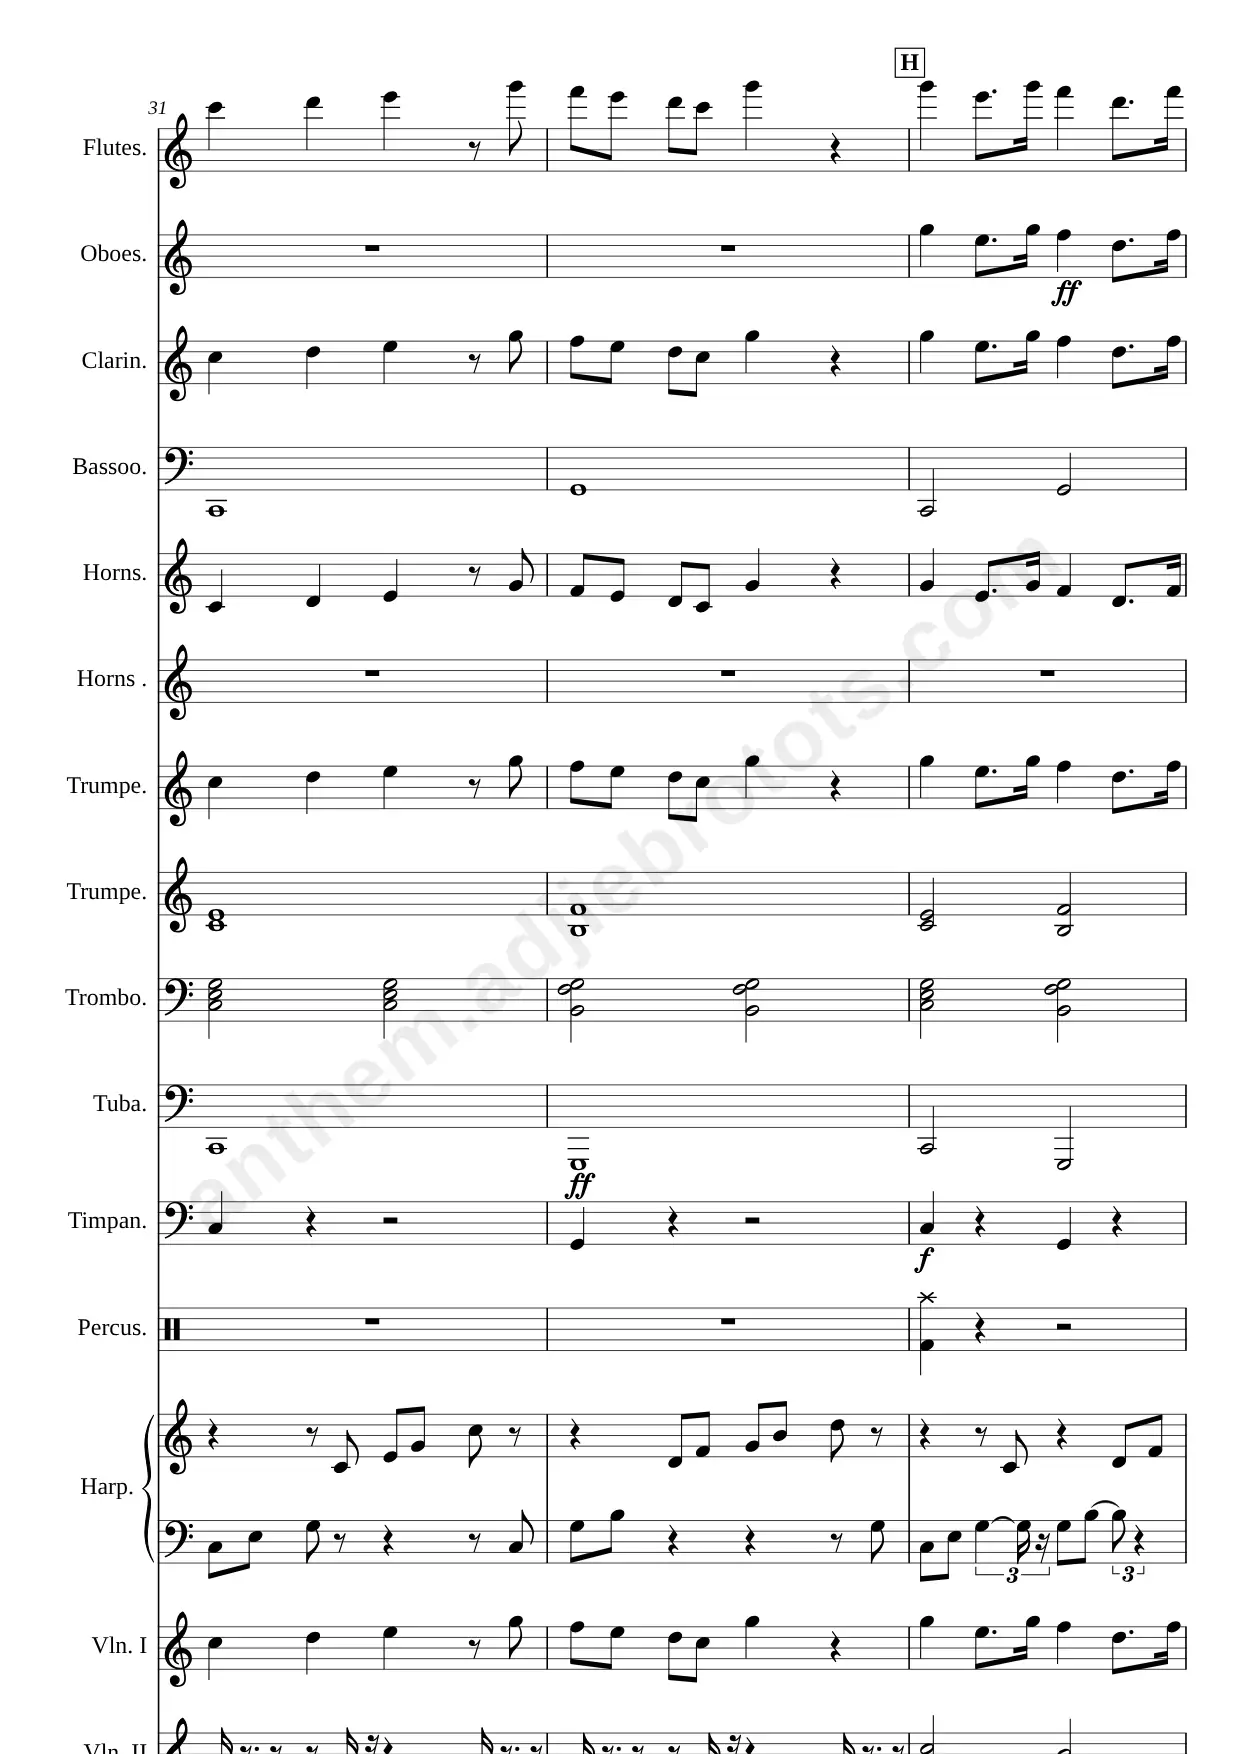 H
31
Flutes.
Oboes.
ff
Clarin.
Bassoo.
Horns.
Horns .
Trumpe.
Trumpe.
Trombo.
Tuba.
ff
Timpan.
f
Percus.
Harp.
3 3
Vln. I
Vln. II
anthem.adjiebrotots.com